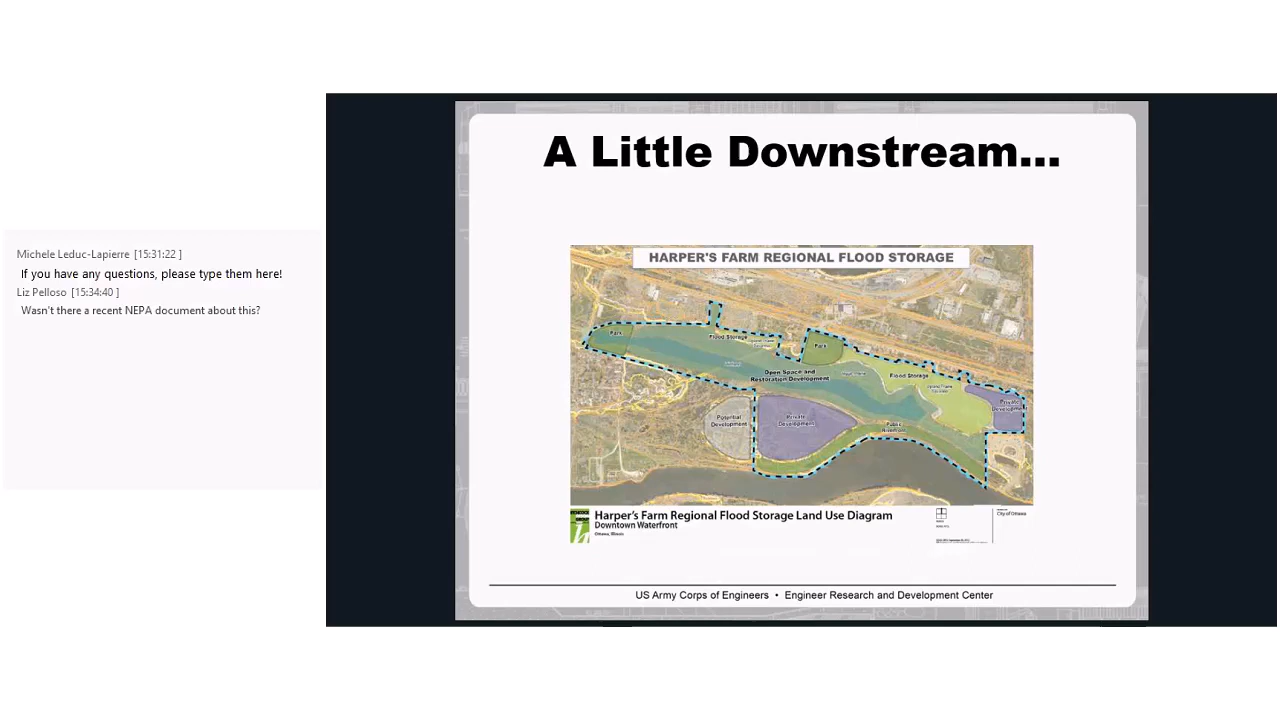 Michele Leduc-Lapierre [15:31:22 ]
If you have any questions, please type them here!
Liz Pelloso [15:34:40 ]
Wasn't there a recent NEPA document about this?
A Little Downstream...
HARPER'S FARM REGIONAL FLOOD STORAGE
Park
Flood Storage
Park
Open Space and
Restoration Development
Flood Storage
Private
Development
Potential
Development
Private
Development
Public
Riverfront
Harper's Farm Regional Flood Storage Land Use Diagram
Downtown Waterfront
Ottawa, Illinois
City of Ottawa
US Army Corps of Engineers • Engineer Research and Development Center